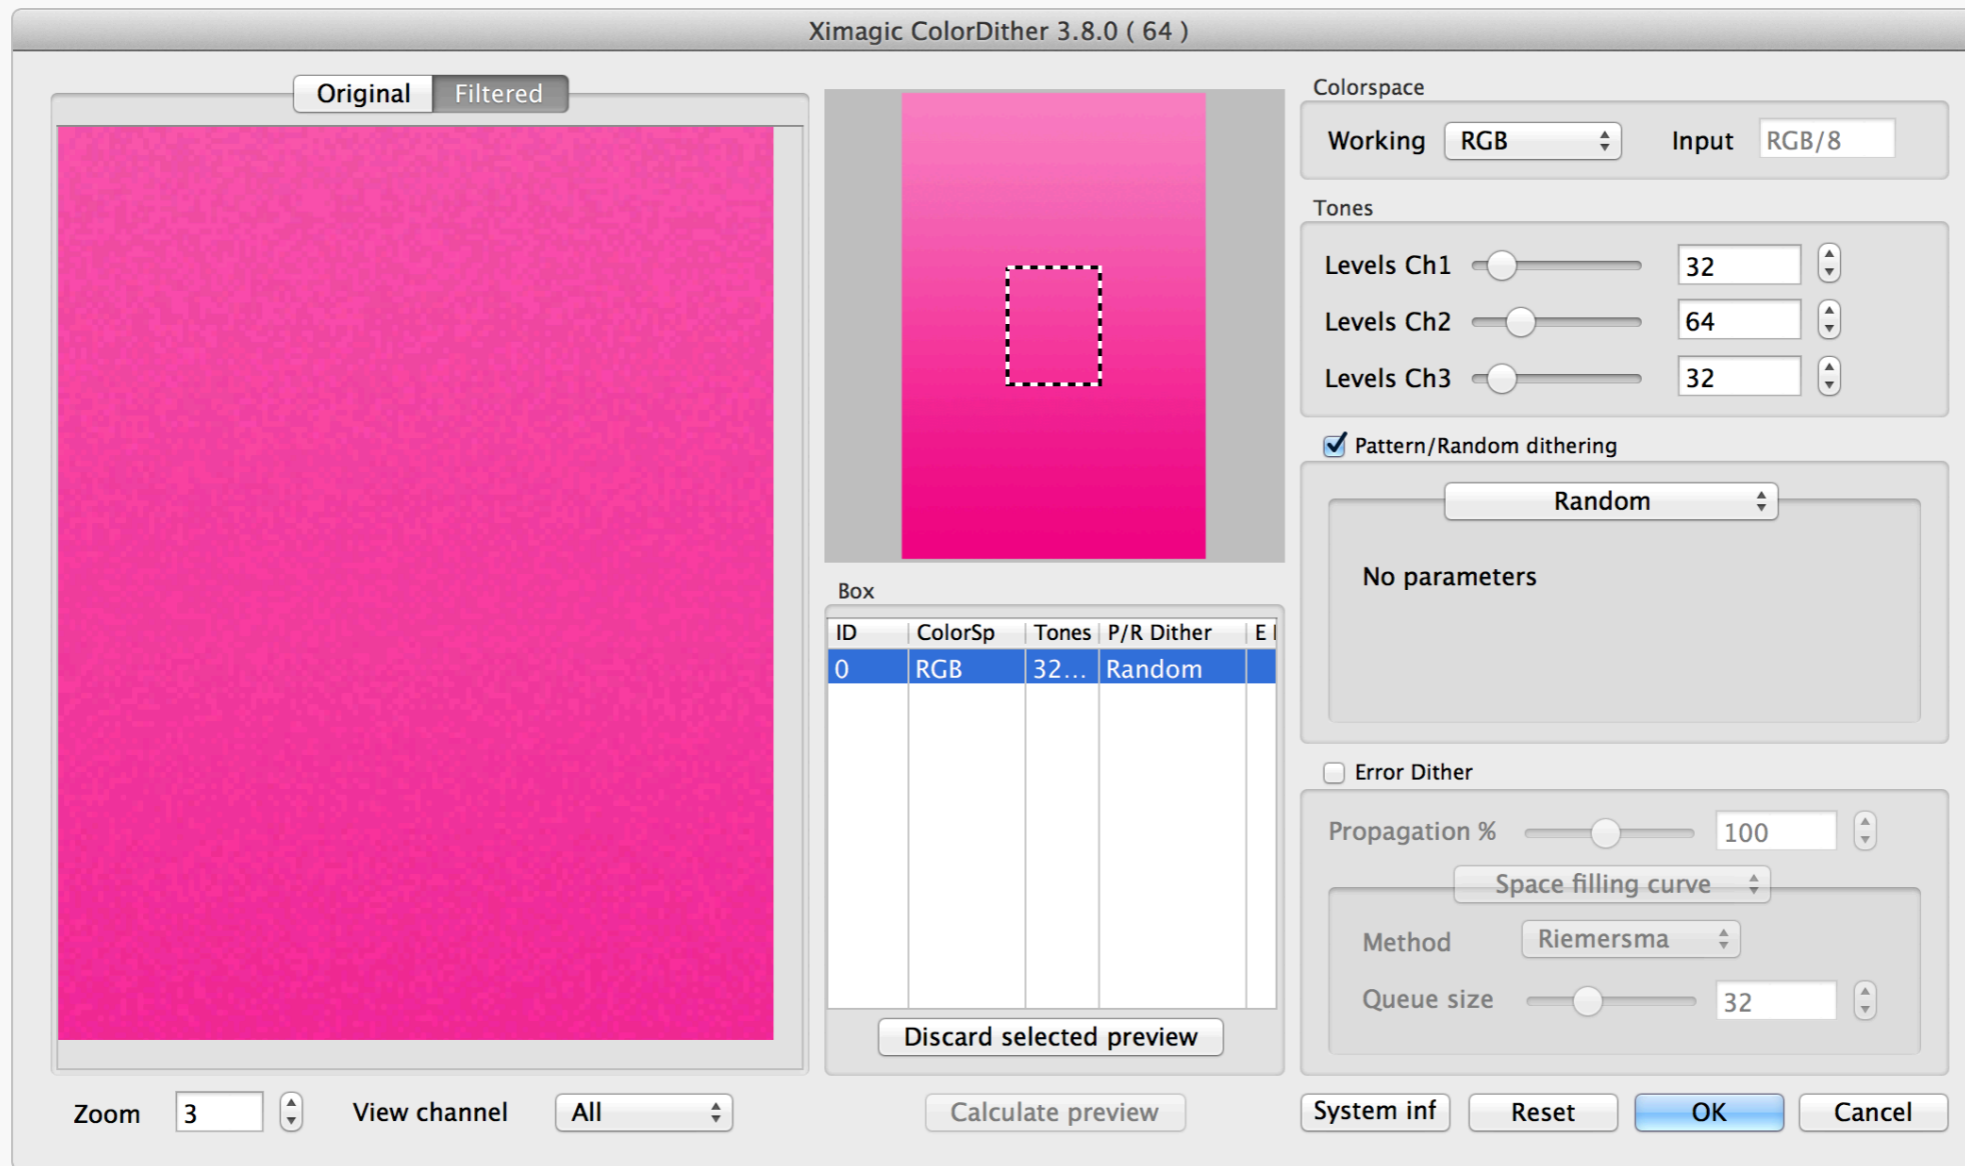 Ximagic ColorDither 3.8.0 ( 64 )
Original Filtered
Colorspace
Working RGB Input RGB/8
Tones
Levels Ch1 32
Levels Ch2 64
Levels Ch3 32
Pattern/Random dithering
Random
No parameters
Box
ID ColorSp Tones P/R Dither E
0 RGB 32... Random
Discard selected preview
Error Dither
Propagation % 100
Space filling curve
Method Riemersma
Queue size 32
Zoom 3 View channel All Calculate preview System inf Reset OK Cancel